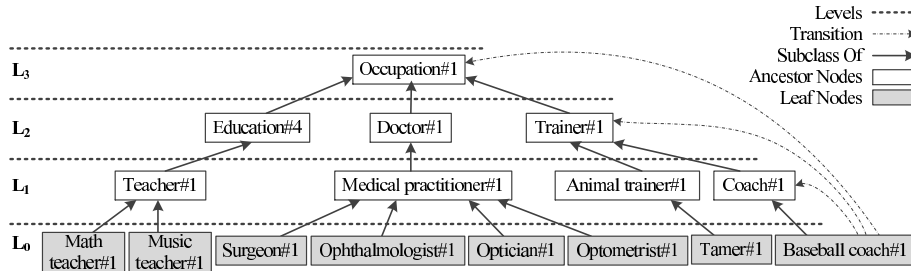 Levels
Transition
Subclass Of
Ancestor Nodes
Leaf Nodes
L3
Occupation#1
L2
Education#4
Doctor#1
Trainer#1
L1
Teacher#1
Medical practitioner#1
Animal trainer#1
Coach#1
L0
Math
teacher#1
Music
teacher#1
Surgeon#1
Ophthalmologist#1
Optician#1
Optometrist#1
Tamer#1
Baseball coach#1